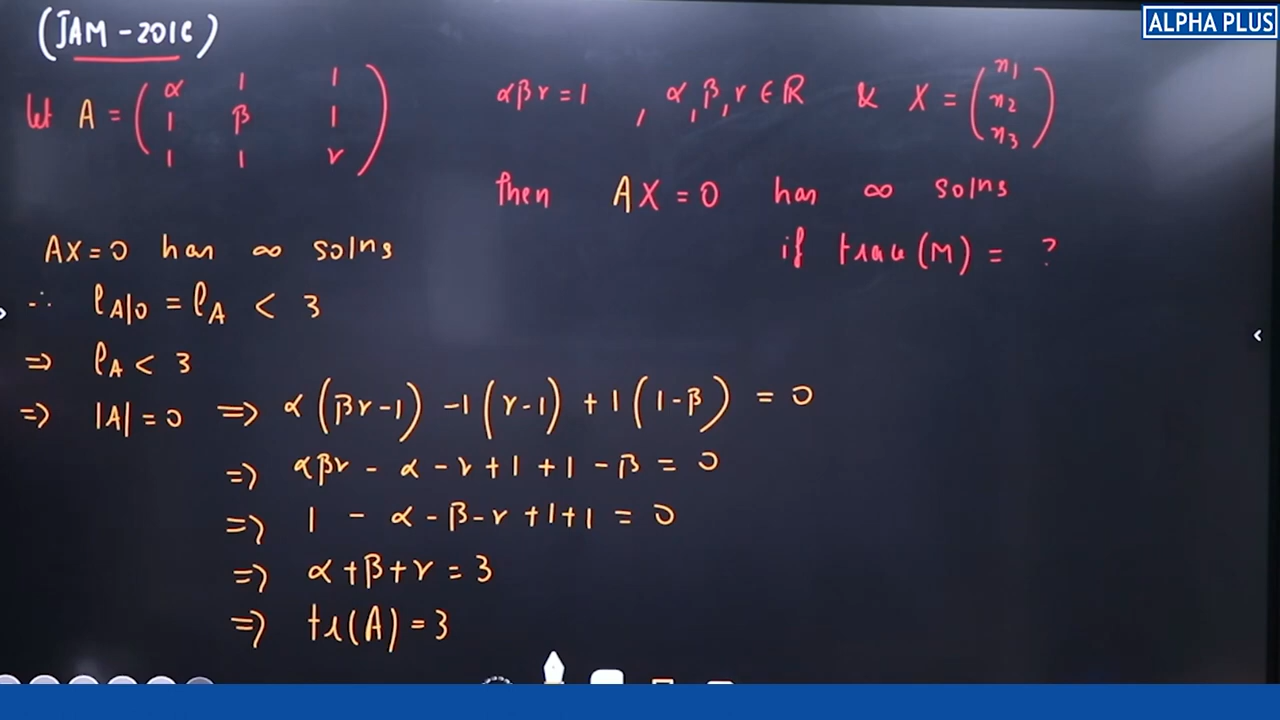 ALPHA PLUS
(JAM - 2016)
let A = ( α 1 1
1 β 1
1 1 γ )
αβγ = 1 , α, β, γ ∈ ℝ & X = ( x1
x2
x3 )
Then AX = 0 has ∞ solns
if trace(M) = ?
AX = 0 has ∞ solns
∴ ρA|0 = ρA < 3
⇒ ρA < 3
⇒ |A| = 0 ⇒ α(βγ-1) -1(γ-1) + 1(1-β) = 0
⇒ αβγ - α - γ + 1 + 1 - β = 0
⇒ 1 - α - β - γ + 1 + 1 = 0
⇒ α + β + γ = 3
⇒ tr(A) = 3